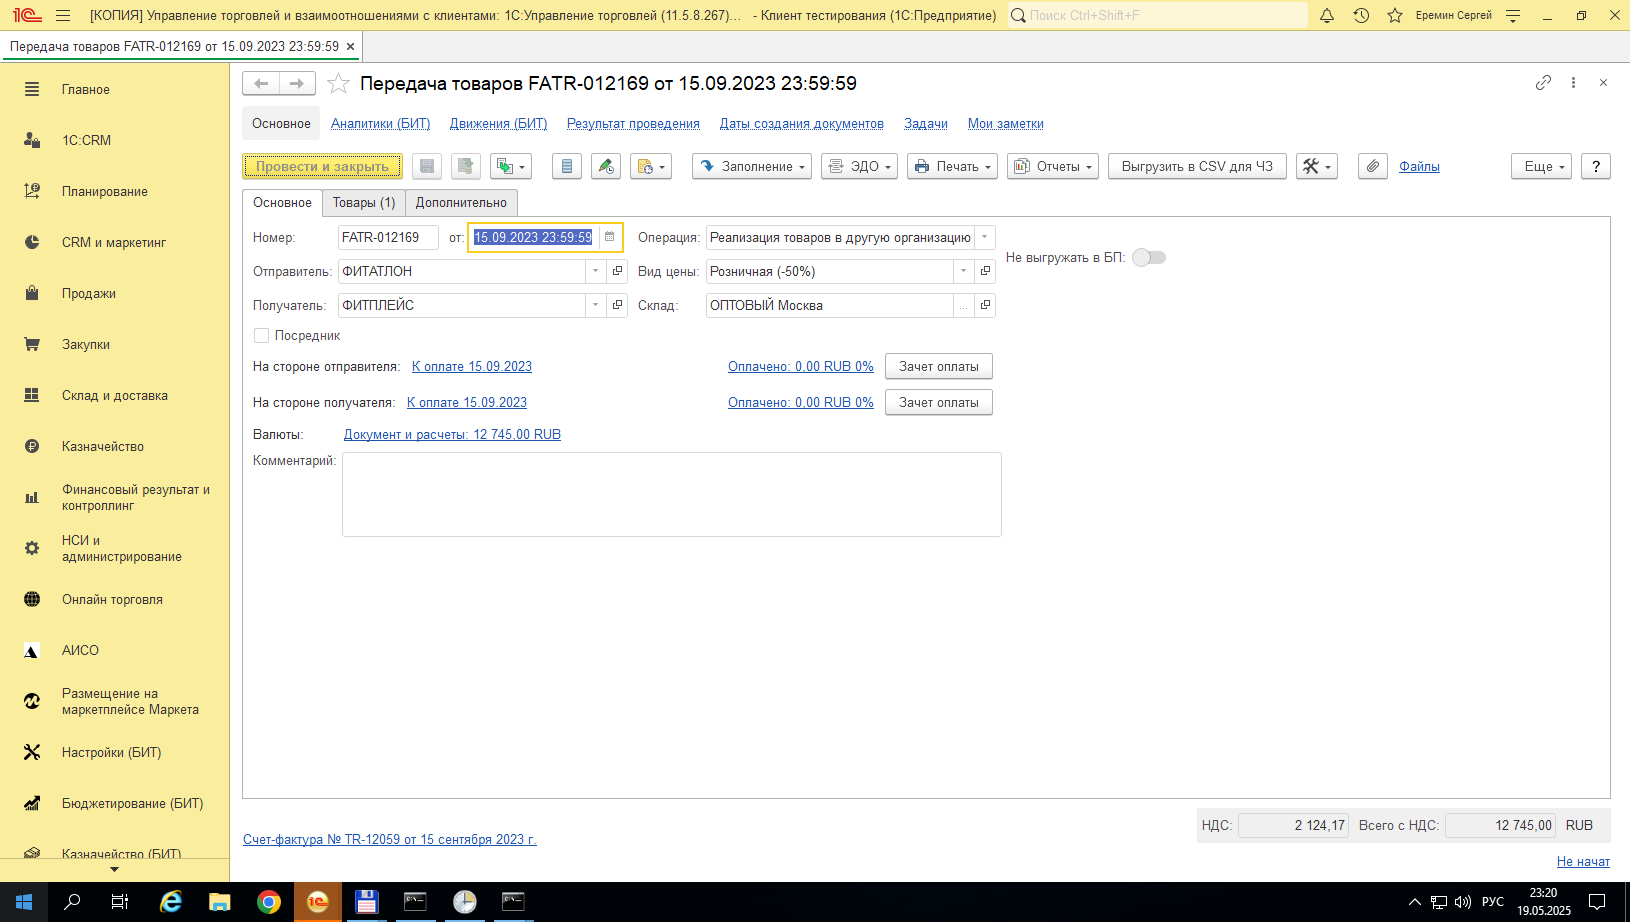 [КОПИЯ] Управление торговлей и взаимоотношениями с клиентами: 1С:Управление торговлей (11.5.8.267)... - Клиент тестирования (1С:Предприятие)
Поиск Ctrl+Shift+F
Еремин Сергей
Передача товаров FATR-012169 от 15.09.2023 23:59:59 ×
Главное
1C:CRM
Планирование
CRM и маркетинг
Продажи
Закупки
Склад и доставка
Казначейство
Финансовый результат и
контроллинг
НСИ и
администрирование
Онлайн торговля
АИСО
Размещение на
маркетплейсе Маркета
Настройки (БИТ)
Бюджетирование (БИТ)
Казначейство (БИТ)
Передача товаров FATR-012169 от 15.09.2023 23:59:59
Основное Аналитики (БИТ) Движения (БИТ) Результат проведения Даты создания документов Задачи Мои заметки
Провести и закрыть Заполнение ЭДО Печать Отчеты Выгрузить в CSV для ЧЗ Файлы Еще ?
Основное Товары (1) Дополнительно
Номер: FATR-012169 от: 15.09.2023 23:59:59 Операция: Реализация товаров в другую организацию
Не выгружать в БП:
Отправитель: ФИТАТЛОН Вид цены: Розничная (-50%)
Получатель: ФИТПЛЕЙС Склад: ОПТОВЫЙ Москва
Посредник
На стороне отправителя: К оплате 15.09.2023 Оплачено: 0,00 RUB 0% Зачет оплаты
На стороне получателя: К оплате 15.09.2023 Оплачено: 0,00 RUB 0% Зачет оплаты
Валюты: Документ и расчеты: 12 745,00 RUB
Комментарий:
НДС: 2 124,17 Всего с НДС: 12 745,00 RUB
Счет-фактура № TR-12059 от 15 сентября 2023 г.
Не начат
РУС
23:20
19.05.2025